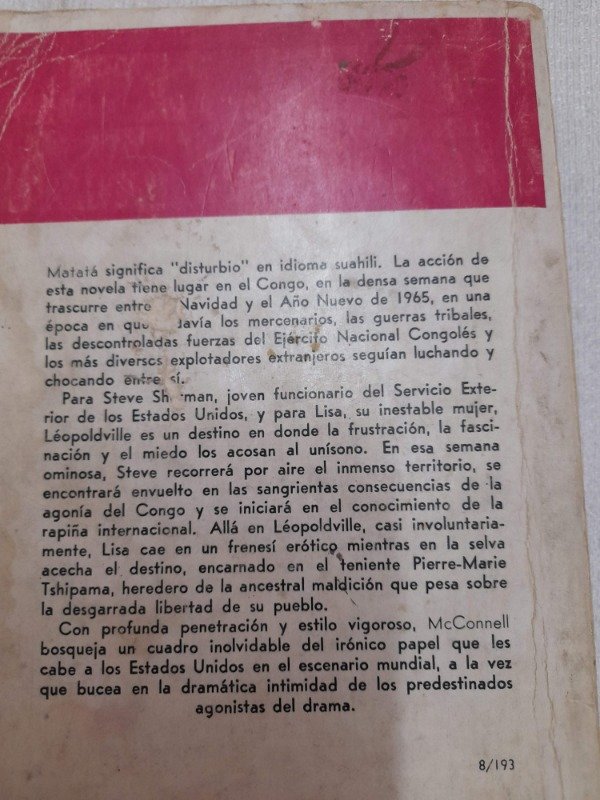 Matatá significa "disturbio" en idioma suahili. La acción de
esta novela tiene lugar en el Congo, en la densa semana que
trascurre entre Navidad y el Año Nuevo de 1965, en una
época en que davía los mercenarios, las guerras tribales,
las descontroladas fuerzas del Ejército Nacional Congolés y
los más diversos explotadores extranjeros seguían luchando y
chocando entre sí.
Para Steve Sh man, joven funcionario del Servicio Exte-
rior de los Estados Unidos, y para Lisa, su inestable mujer,
Léopoldville es un destino en donde la frustración, la fasci-
nación y el miedo los acosan al unísono. En esa semana
ominosa, Steve recorrerá por aire el inmenso territorio, se
encontrará envuelto en las sangrientas consecuencias de la
agonía del Congo y se iniciará en el conocimiento de la
rapiña internacional. Allá en Léopoldville, casi involuntaria-
mente, Lisa cae en un frenesí erótico mientras en la selva
acecha el destino, encarnado en el teniente Pierre-Marie
Tshipama, heredero de la ancestral maldición que pesa sobre
la desgarrada libertad de su pueblo.
Con profunda penetración y estilo vigoroso, McConnell
bosqueja un cuadro inolvidable del irónico papel que les
cabe a los Estados Unidos en el escenario mundial, a la vez
que bucea en la dramática intimidad de los predestinados
agonistas del drama.
8/193